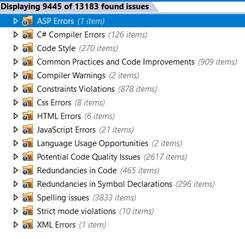 Displaying 9445 of 13183 found issues
ASP Errors (1 item)
C# Compiler Errors (126 items)
Code Style (270 items)
Common Practices and Code Improvements (909 items)
Compiler Warnings (2 items)
Constraints Violations (878 items)
Css Errors (8 items)
HTML Errors (6 items)
JavaScript Errors (21 items)
Language Usage Opportunities (2 items)
Potential Code Quality Issues (2617 items)
Redundancies in Code (465 items)
Redundancies in Symbol Declarations (296 items)
Spelling issues (3833 items)
Strict mode violations (10 items)
XML Errors (1 item)